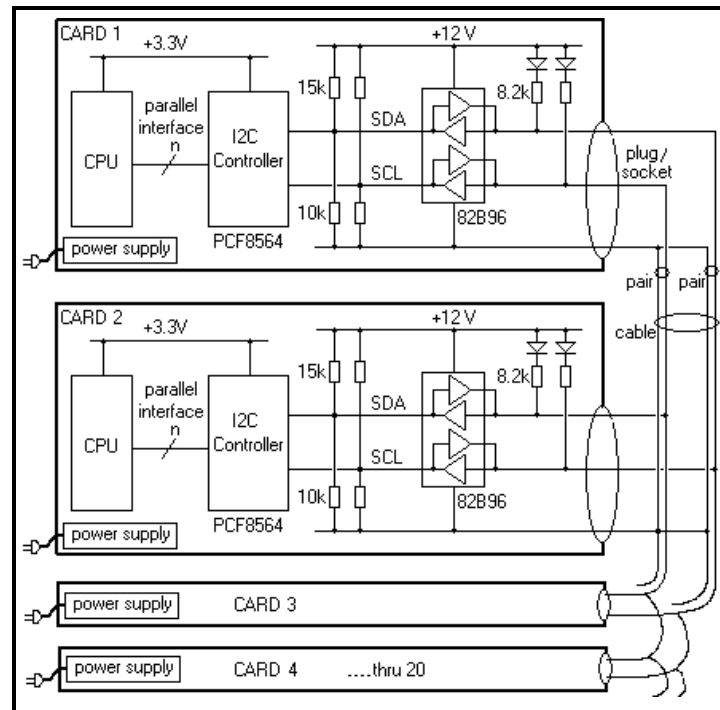 CARD 1
+3.3V
+12 V
15k
8.2k
parallel
interface
n
SDA
I2C
Controller
CPU
plug/
socket
SCL
10k
82B96
PCF8564
power supply
pair
pair
CARD 2
cable
+3.3V
+12 V
15k
8.2k
parallel
interface
n
SDA
I2C
Controller
CPU
SCL
10k
82B96
PCF8564
power supply
power supply
CARD 3
power supply
CARD 4
....thru 20